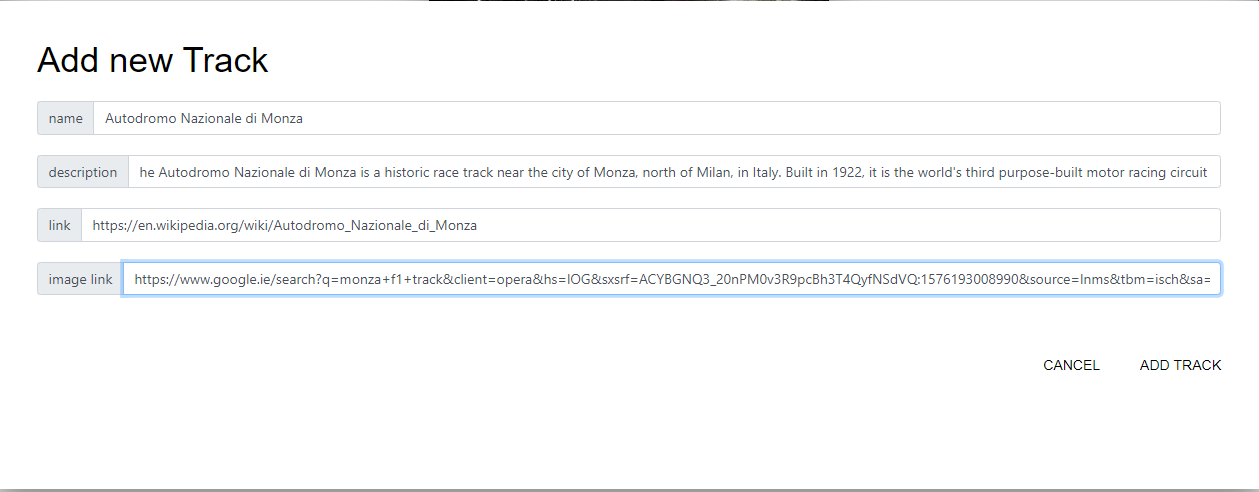 Add new Track
name Autodromo Nazionale di Monza
description he Autodromo Nazionale di Monza is a historic race track near the city of Monza, north of Milan, in Italy. Built in 1922, it is the world's third purpose-built motor racing circuit
link https://en.wikipedia.org/wiki/Autodromo_Nazionale_di_Monza
image link https://www.google.ie/search?q=monza+f1+track&client=opera&hs=IOG&sxsrf=ACYBGNQ3_20nPM0v3R9pcBh3T4QyfNSdVQ:1576193008990&source=lnms&tbm=isch&sa=
CANCEL ADD TRACK